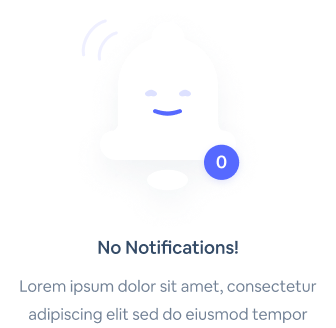 0
No Notifications!
Lorem ipsum dolor sit amet, consectetur
adipiscing elit sed do eiusmod tempor